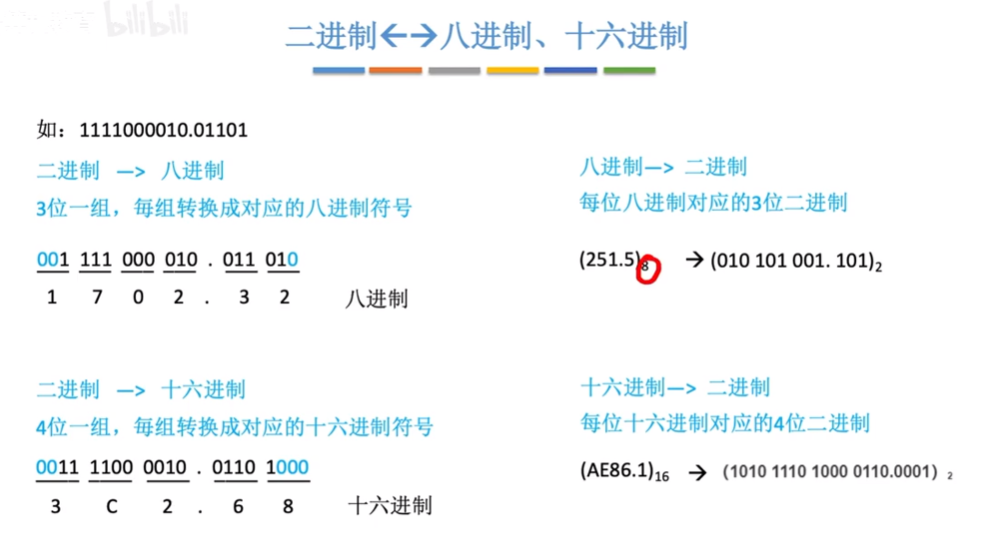 bilibili
二进制←→八进制、十六进制
如：1111000010.01101
二进制 —> 八进制
3位一组，每组转换成对应的八进制符号
001 111 000 010 . 011 010
1 7 0 2 . 3 2 八进制
八进制—> 二进制
每位八进制对应的3位二进制
(251.5)8 → (010 101 001. 101)2
二进制 —> 十六进制
4位一组，每组转换成对应的十六进制符号
0011 1100 0010 . 0110 1000
3 C 2 . 6 8 十六进制
十六进制—> 二进制
每位十六进制对应的4位二进制
(AE86.1)16 → (1010 1110 1000 0110.0001) 2